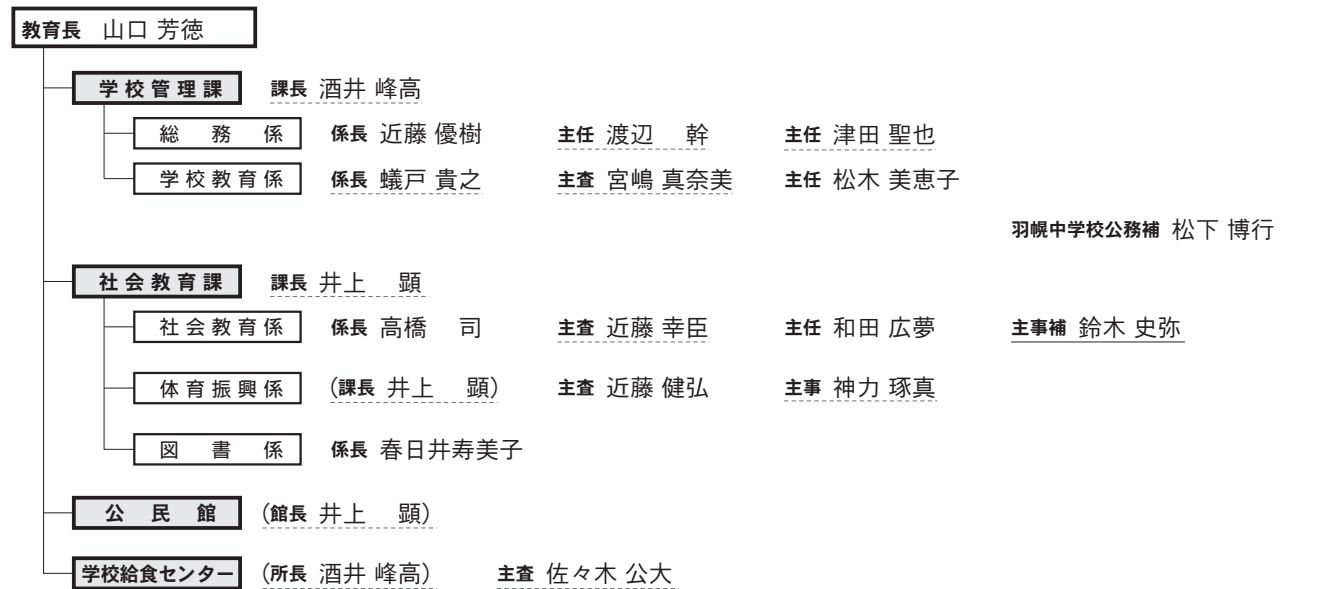 教育長 山口 芳徳
学校管理課 課長 酒井 峰高
総務係 係長 近藤 優樹 主任 渡辺 幹 主任 津田 聖也
学校教育係 係長 蟻戸 貴之 主査 宮嶋 真奈美 主任 松木 美恵子
羽幌中学校公務補 松下 博行
社会教育課 課長 井上 顕
社会教育係 係長 高橋 司 主査 近藤 幸臣 主任 和田 広夢 主事補 鈴木 史弥
体育振興係 (課長 井上 顕) 主査 近藤 健弘 主事 神力 琢真
図書係 係長 春日井寿美子
公民館 (館長 井上 顕)
学校給食センター (所長 酒井 峰高) 主査 佐々木 公大